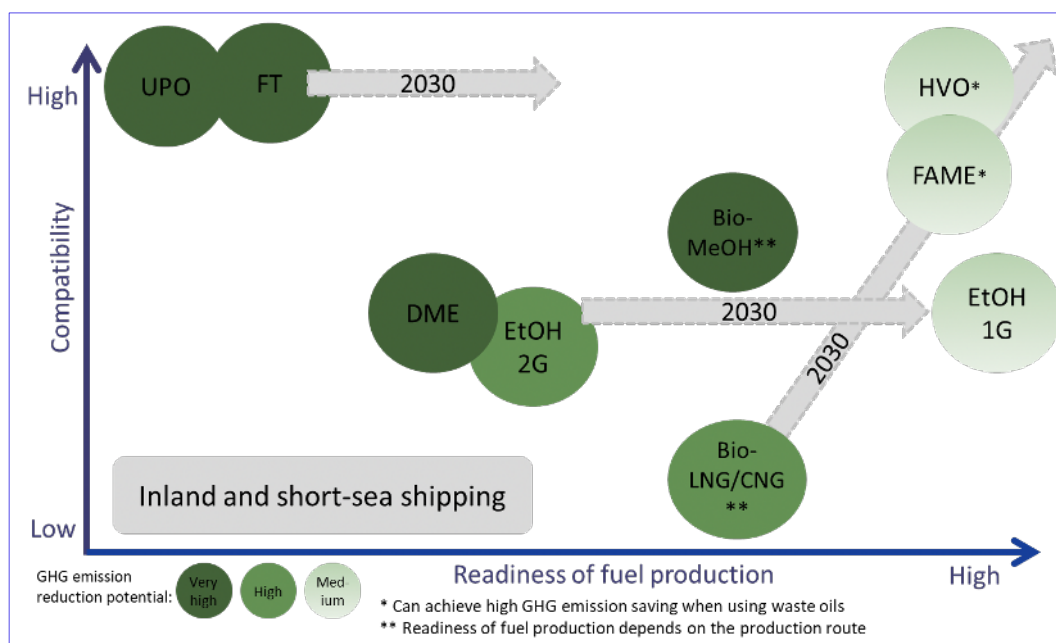 High
UPO
FT
2030
HVO*
FAME*
Bio-
MeOH**
Compatibility
DME
EtOH
2G
2030
EtOH
1G
2030
Bio-
LNG/CNG
**
Inland and short-sea shipping
Low
Readiness of fuel production
High
GHG emission
reduction potential:
Very
high
High
Med-
ium
* Can achieve high GHG emission saving when using waste oils
** Readiness of fuel production depends on the production route